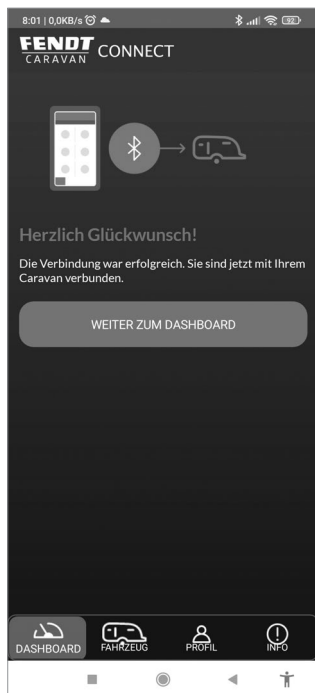 8:01 | 0,0KB/s
92
FENDT
CARAVAN CONNECT
Herzlich Glückwunsch!
Die Verbindung war erfolgreich. Sie sind jetzt mit Ihrem
Caravan verbunden.
WEITER ZUM DASHBOARD
DASHBOARD FAHRZEUG PROFIL INFO